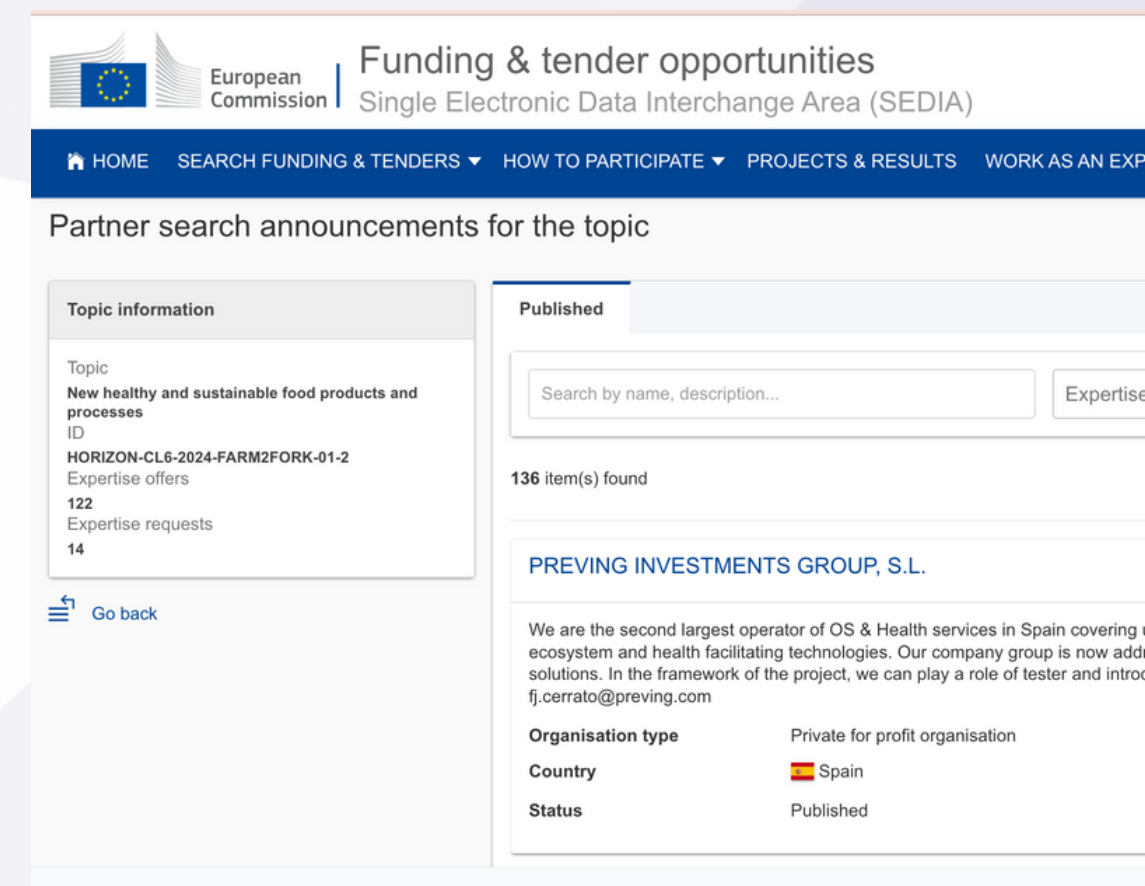 European
Commission
Funding & tender opportunities
Single Electronic Data Interchange Area (SEDIA)
HOME SEARCH FUNDING & TENDERS HOW TO PARTICIPATE PROJECTS & RESULTS WORK AS AN EXP
Partner search announcements for the topic
Topic information
Topic
New healthy and sustainable food products and
processes
ID
HORIZON-CL6-2024-FARM2FORK-01-2
Expertise offers
122
Expertise requests
14
Go back
Published
Search by name, description...
Expertise
136 item(s) found
PREVING INVESTMENTS GROUP, S.L.
We are the second largest operator of OS & Health services in Spain covering
ecosystem and health facilitating technologies. Our company group is now
solutions. In the framework of the project, we can play a role of tester and
fj.cerrato@preving.com
Organisation type Private for profit organisation
Country Spain
Status Published